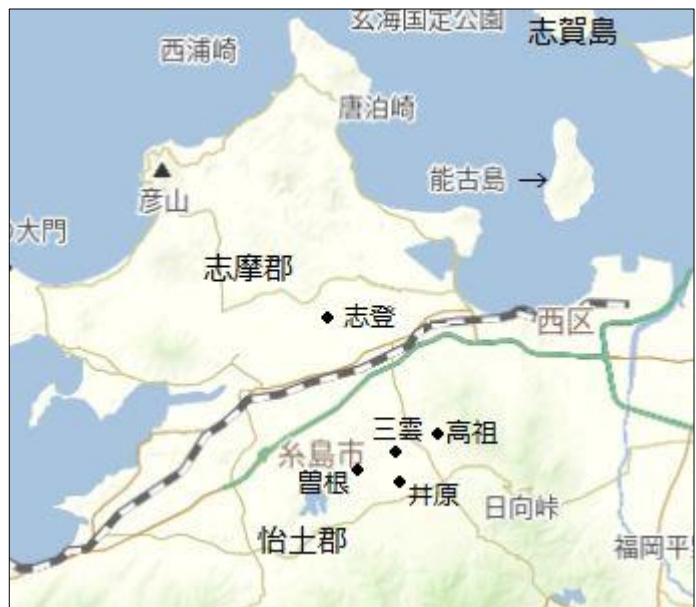 玄海国定公園
志賀島
西浦崎
唐泊崎
能古島 →
彦山
の大門
志摩郡
志登
西区
三雲
高祖
糸島市
曽根
井原
日向峠
怡土郡
福岡平